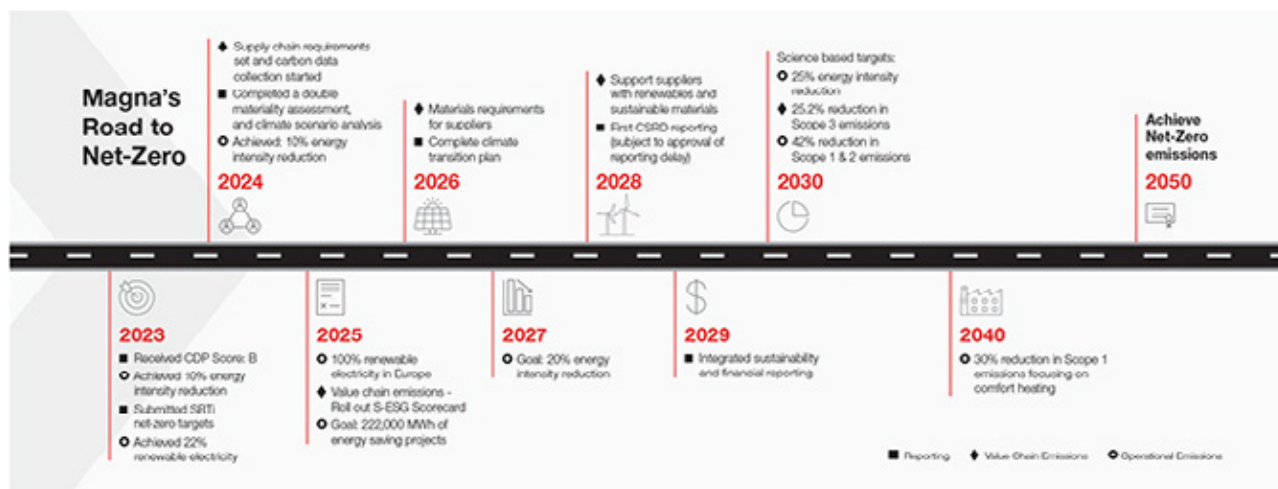 Magna's
Road to
Net-Zero
Supply chain requirements
set and carbon data
collection started
Completed a double
materiality assessment,
and climate scenario analysis
Achieved: 10% energy
intensity reduction
2024
Materials requirements
for suppliers
Complete climate
transition plan
2026
Support suppliers
with renewables and
sustainable materials
First CSRD reporting
(subject to approval of
reporting delay)
2028
Science based targets:
25% energy intensity
reduction
25.2% reduction in
Scope 3 emissions
42% reduction in
Scope 1 & 2 emissions
2030
Achieve
Net-Zero
emissions
2050
2023
Received CDP Score: B
Achieved 10% energy
intensity reduction
Submitted SBTi
net-zero targets
Achieved 22%
renewable electricity
2025
100% renewable
electricity in Europe
Value chain emissions -
Roll out S-ESG Scorecard
Goal: 222,000 MWh of
energy saving projects
2027
Goal: 20% energy
intensity reduction
2029
Integrated sustainability
and financial reporting
2040
30% reduction in Scope 1
emissions focusing on
comfort heating
Reporting
Value Chain Emissions
Operational Emissions